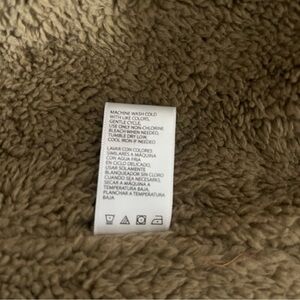 MACHINE WASH COLD
WITH LIKE COLORS,
GENTLE CYCLE.
USE ONLY NON-CHLORINE
BLEACH WHEN NEEDED.
TUMBLE DRY LOW.
COOL IRON IF NEEDED.
LAVAR CON COLORES
SIMILARES A MAQUINA
CON AGUA FRIA
EN CICLO DELICADO.
USAR SOLAMENTE
BLANQUEADOR SIN CLORO
CUANDO SEA NECESARIO.
SECAR A MAQUINA A
TEMPERATURA BAJA.
PLANCHAR A TEMPERATURA
BAJA.